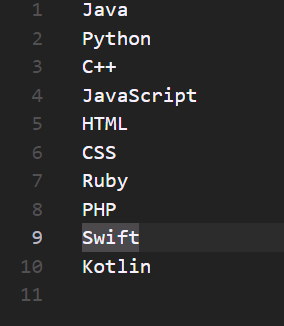 1 Java
2 Python
3 C++
4 JavaScript
5 HTML
6 CSS
7 Ruby
8 PHP
9 Swift
10 Kotlin
11